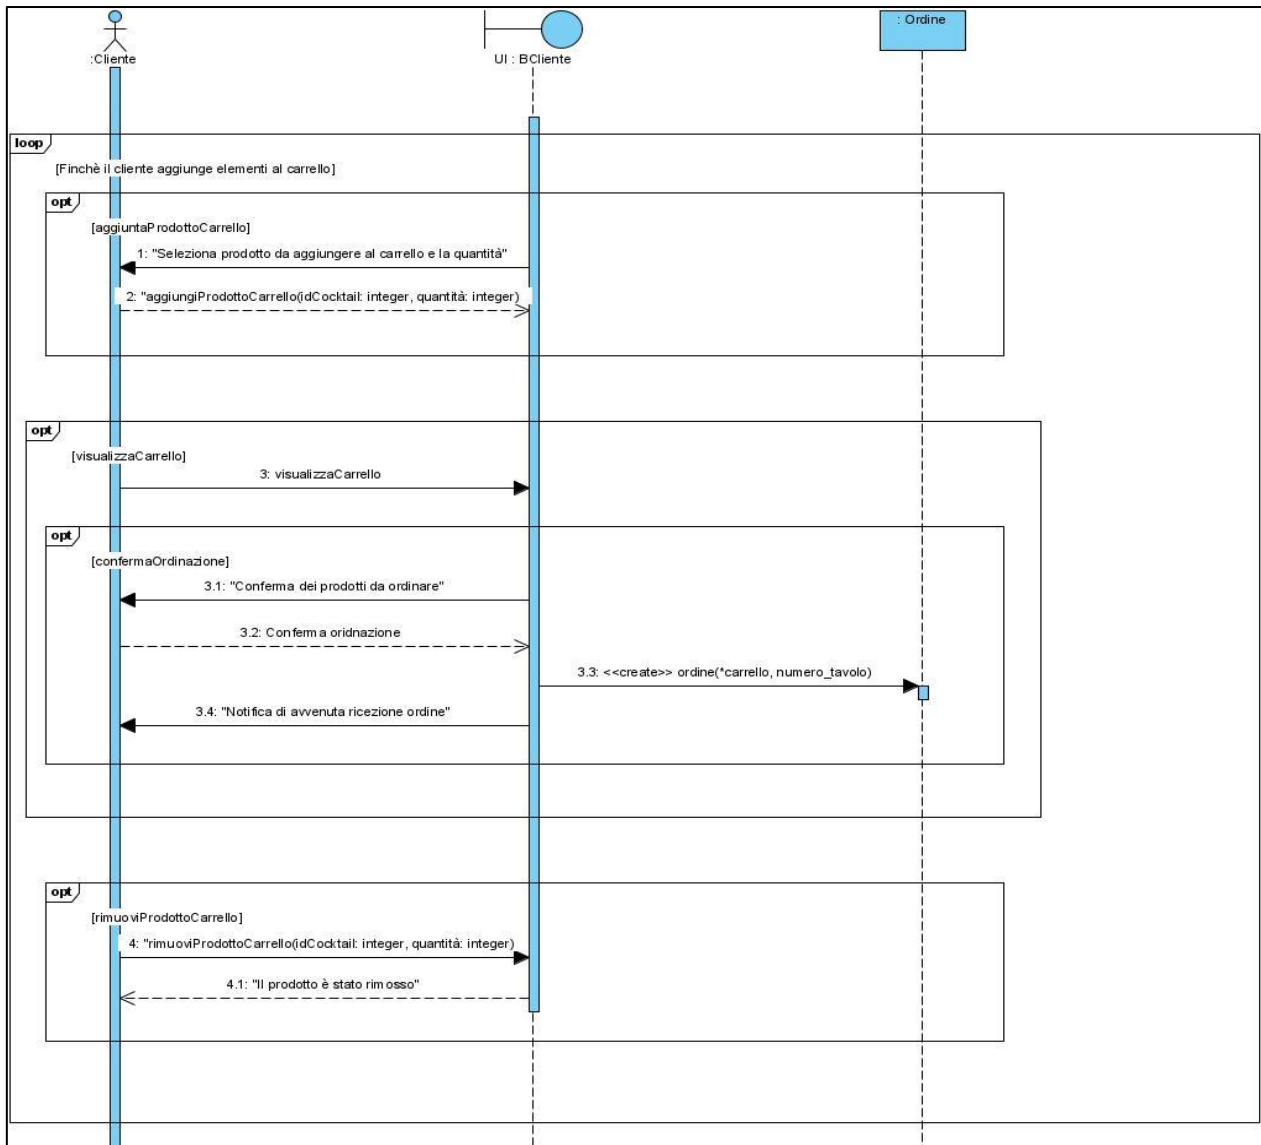 :Cliente
UI : BCliente
: Ordine
loop
[Finchè il cliente aggiunge elementi al carrello]
opt
[aggiuntaProdottoCarrello]
1: "Seleziona prodotto da aggiungere al carrello e la quantità"
2: "aggiungiProdottoCarrello(idCocktail: integer, quantità: integer)
opt
[visualizzaCarrello]
3: visualizzaCarrello
opt
[confermaOrdinazione]
3.1: "Conferma dei prodotti da ordinare"
3.2: Conferma oridnazione
3.3: <<create>> ordine(*carrello, numero_tavolo)
3.4: "Notifica di avvenuta ricezione ordine"
opt
[rimuoviProdottoCarrello]
4: "rimuoviProdottoCarrello(idCocktail: integer, quantità: integer)
4.1: "Il prodotto è stato rimosso"